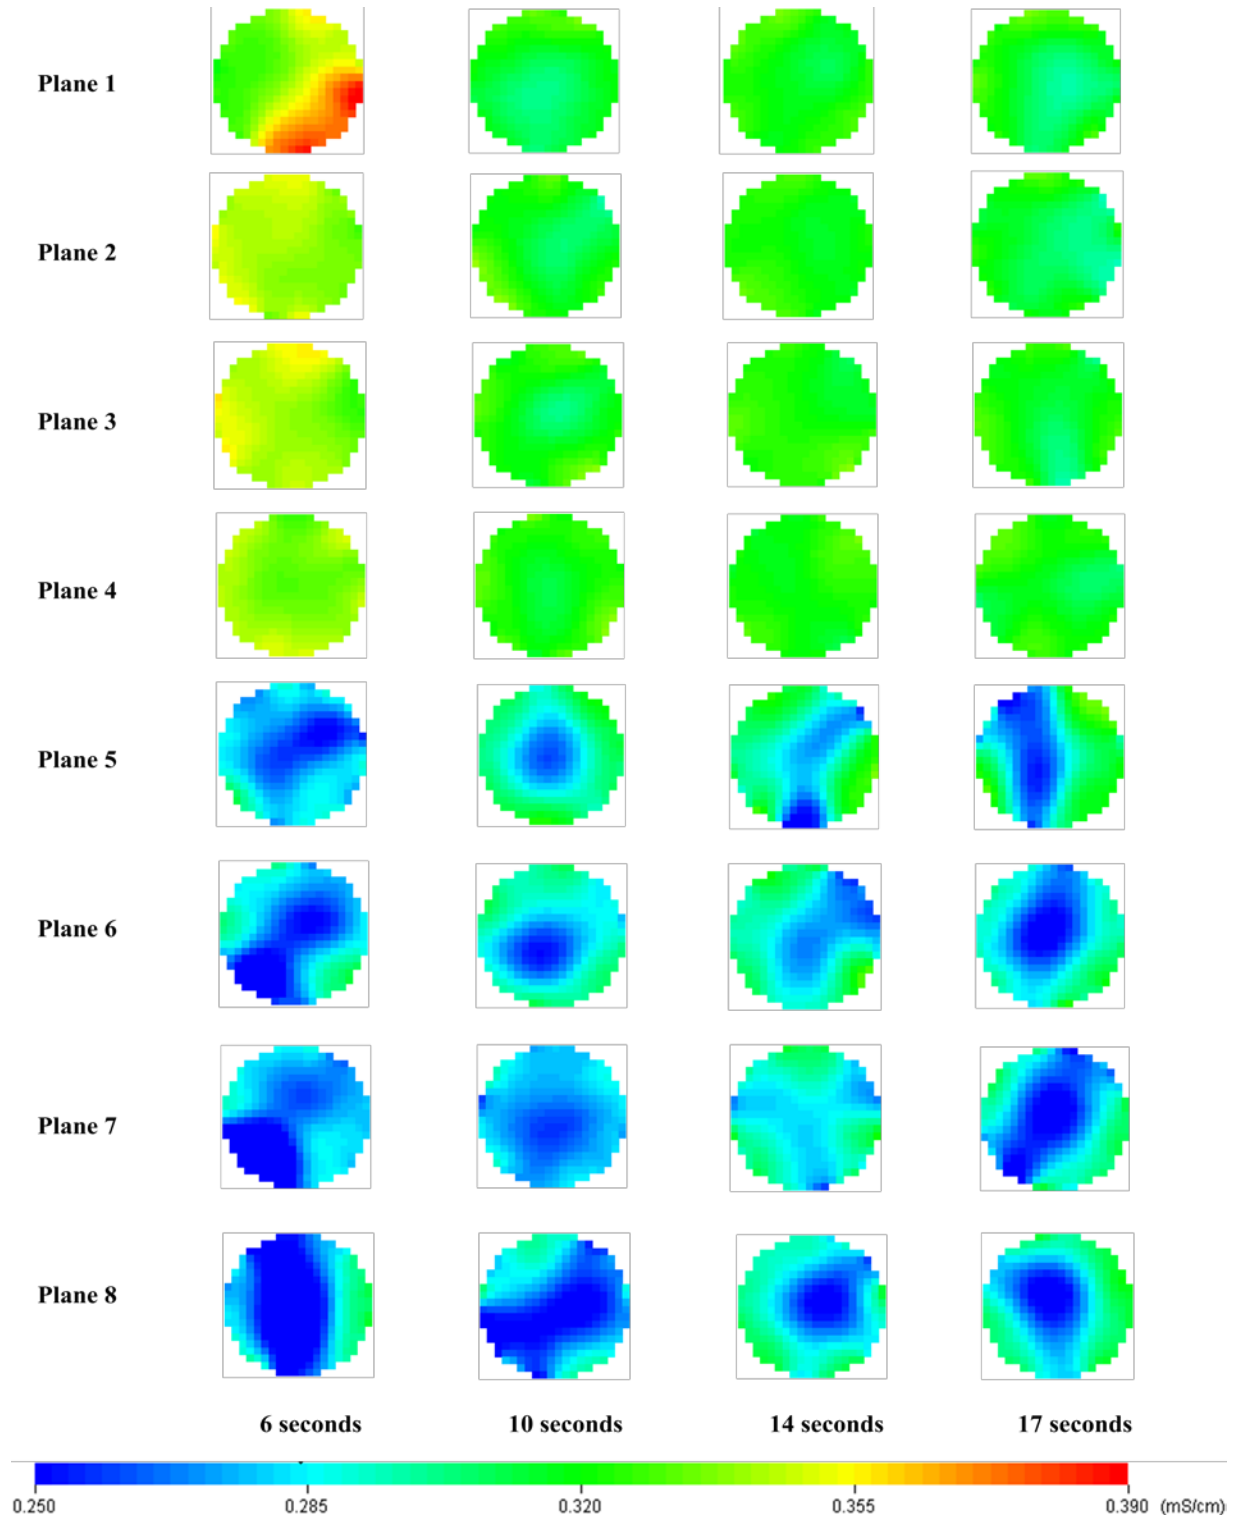 Plane 1
Plane 2
Plane 3
Plane 4
Plane 5
Plane 6
Plane 7
Plane 8
6 seconds 10 seconds 14 seconds 17 seconds
0.250 0.285 0.320 0.355 0.390 (mS/cm)